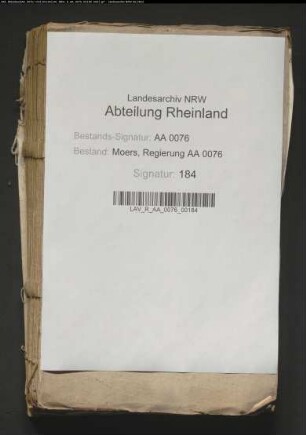 Landesarchiv NRW
Abteilung Rheinland
Bestands-Signatur: AA 0076
Bestand: Moers, Regierung AA 0076
Signatur: 184
LAV_R_AA_0076_00184